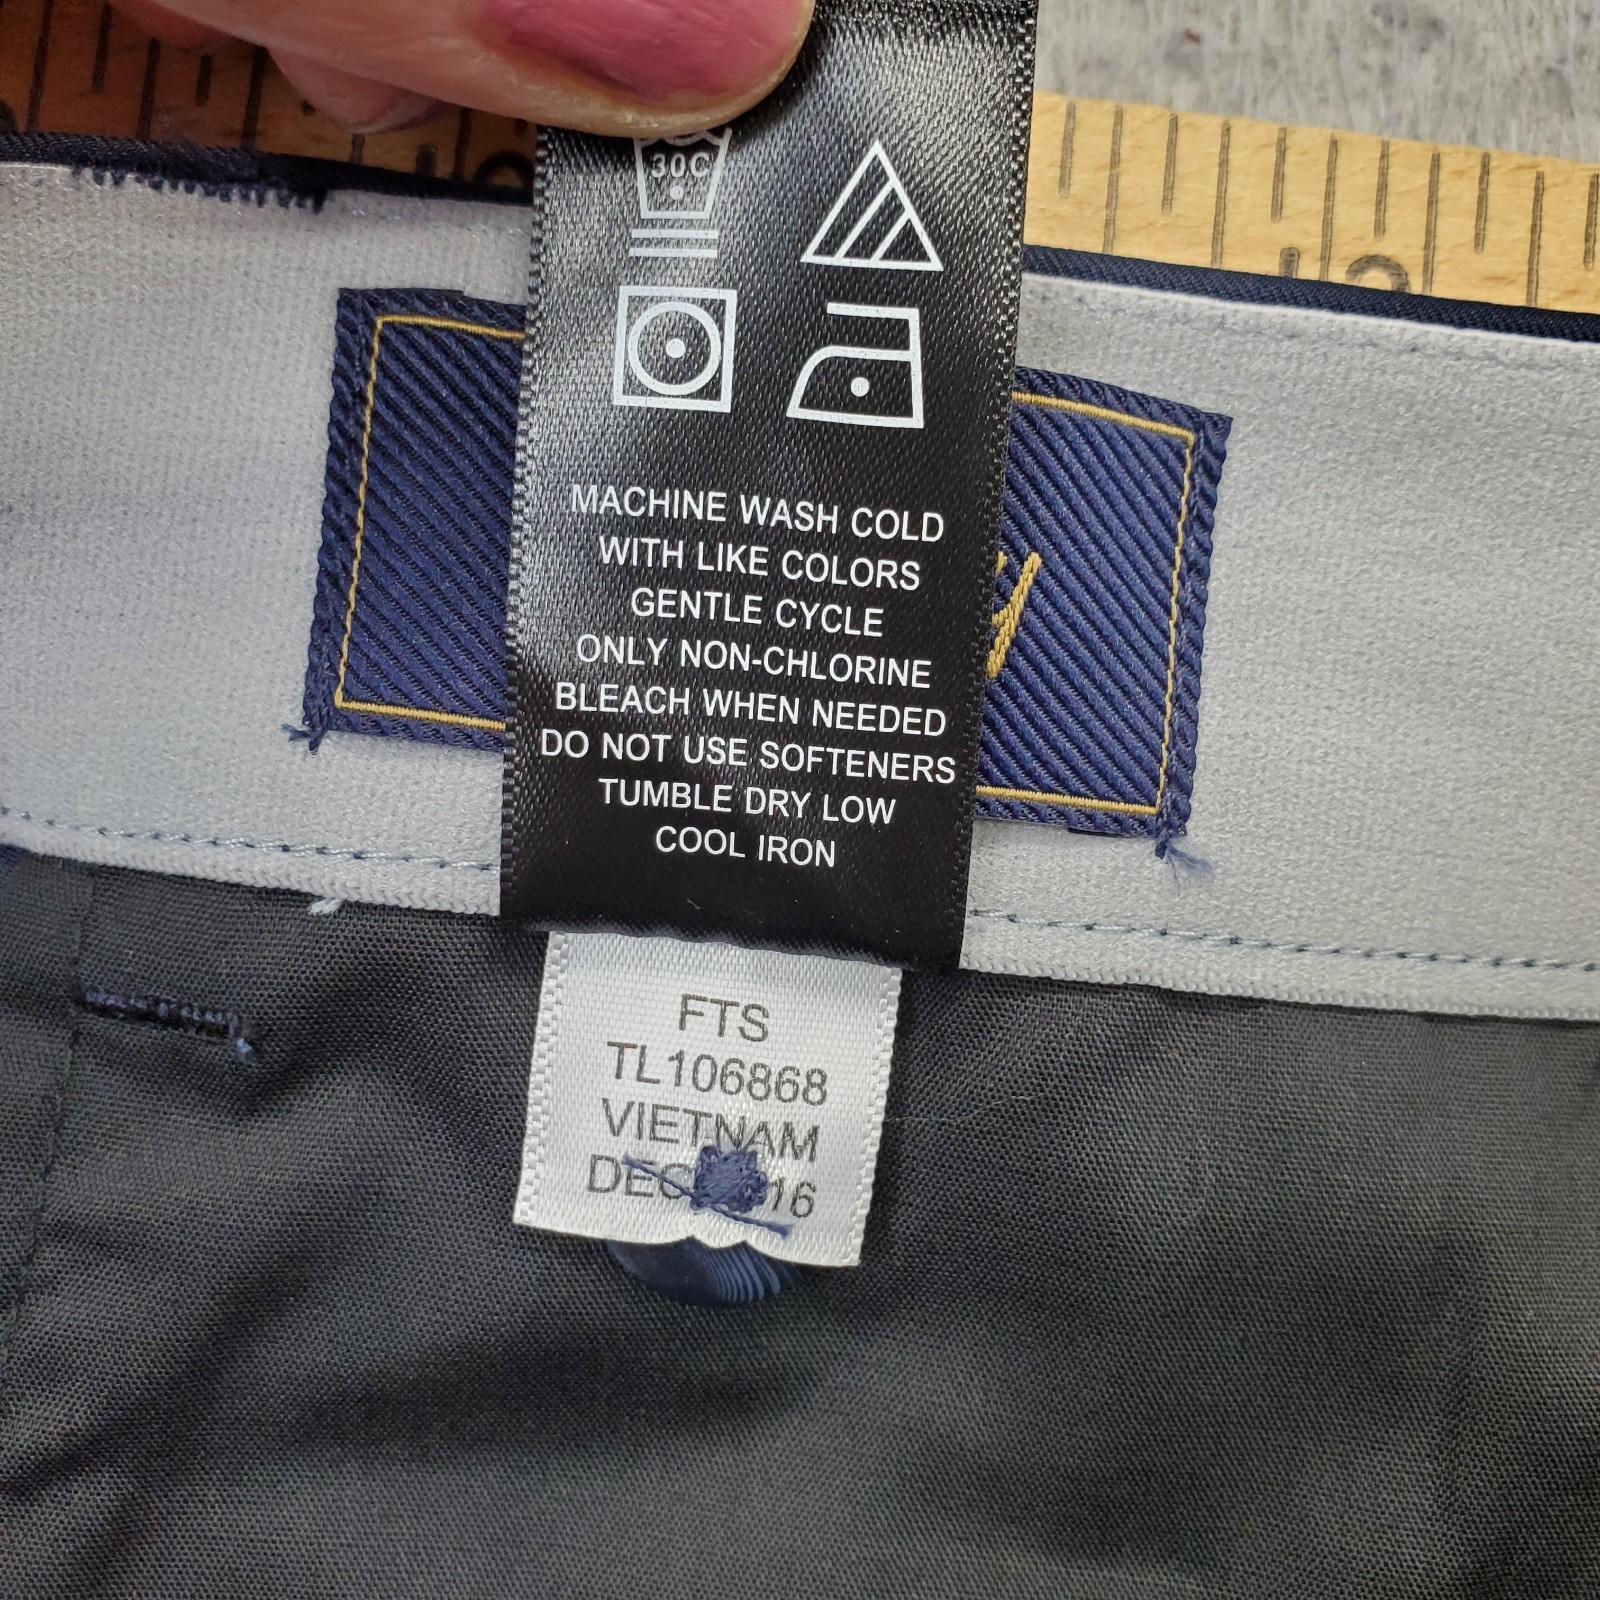 30C
MACHINE WASH COLD
WITH LIKE COLORS
GENTLE CYCLE
ONLY NON-CHLORINE
BLEACH WHEN NEEDED
DO NOT USE SOFTENERS
TUMBLE DRY LOW
COOL IRON
FTS
TL106868
VIETNAM